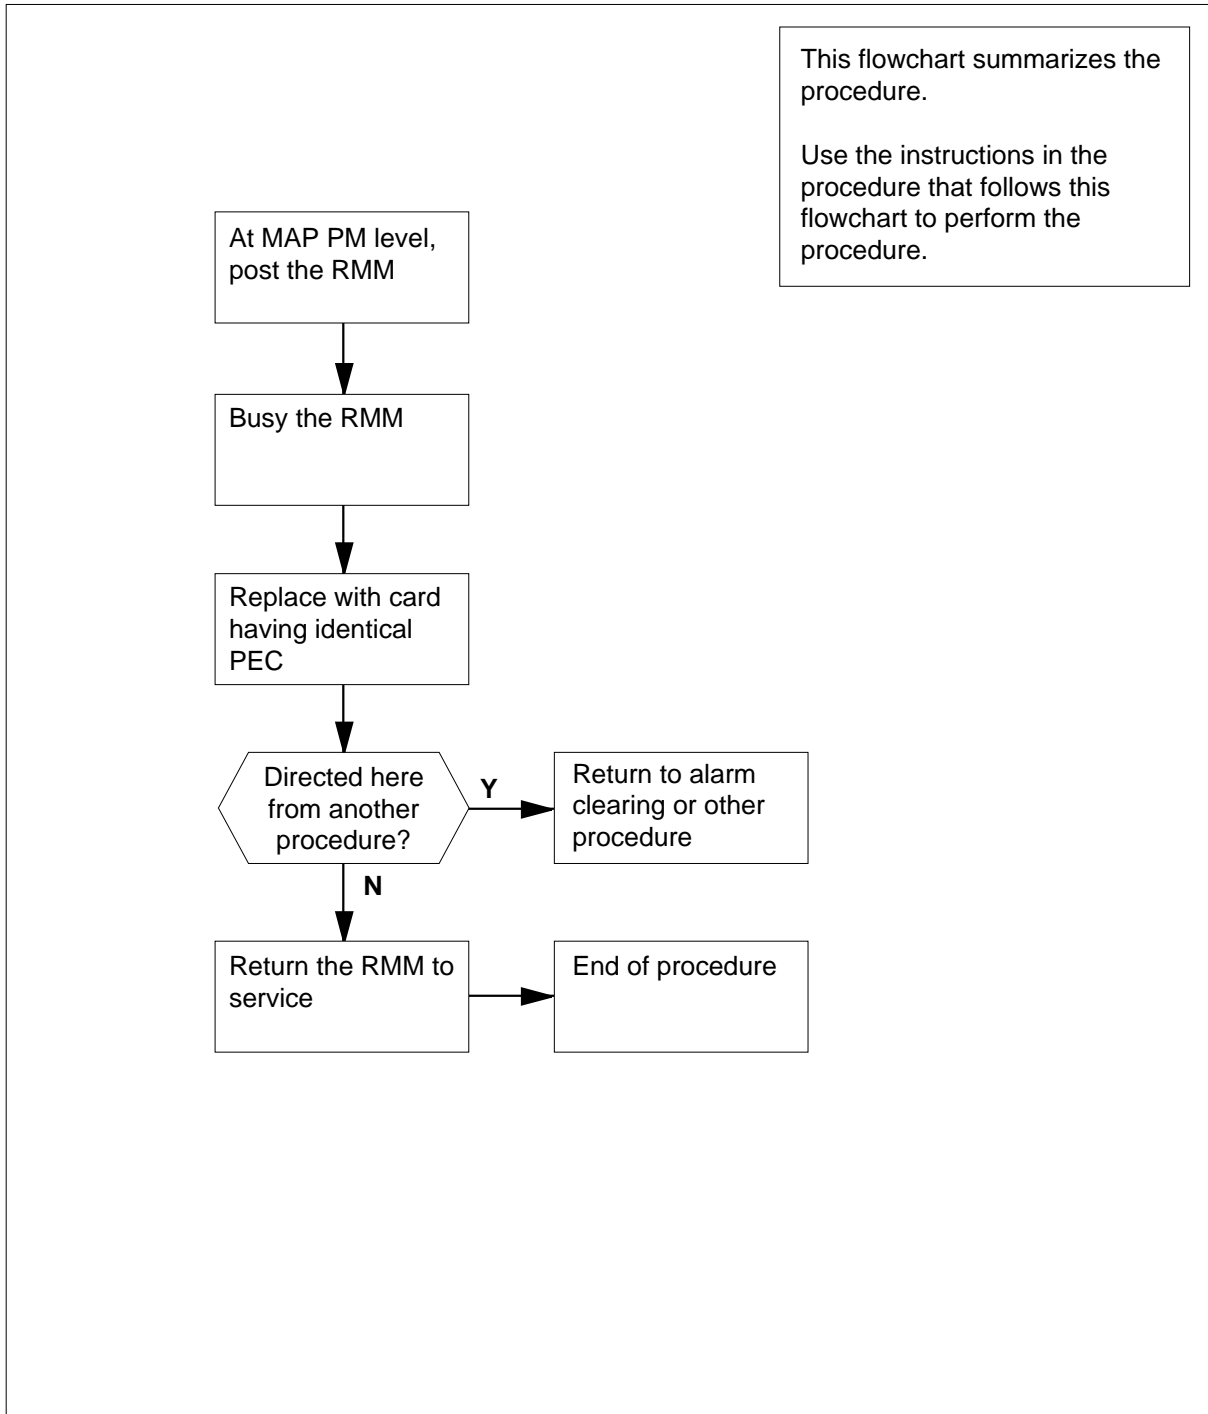 This flowchart summarizes the
procedure.
Use the instructions in the
procedure that follows this
flowchart to perform the
procedure.
At MAP PM level,
post the RMM
Busy the RMM
Replace with card
having identical
PEC
Directed here
from another
procedure?
Y
Return to alarm
clearing or other
procedure
N
Return the RMM to
service
End of procedure